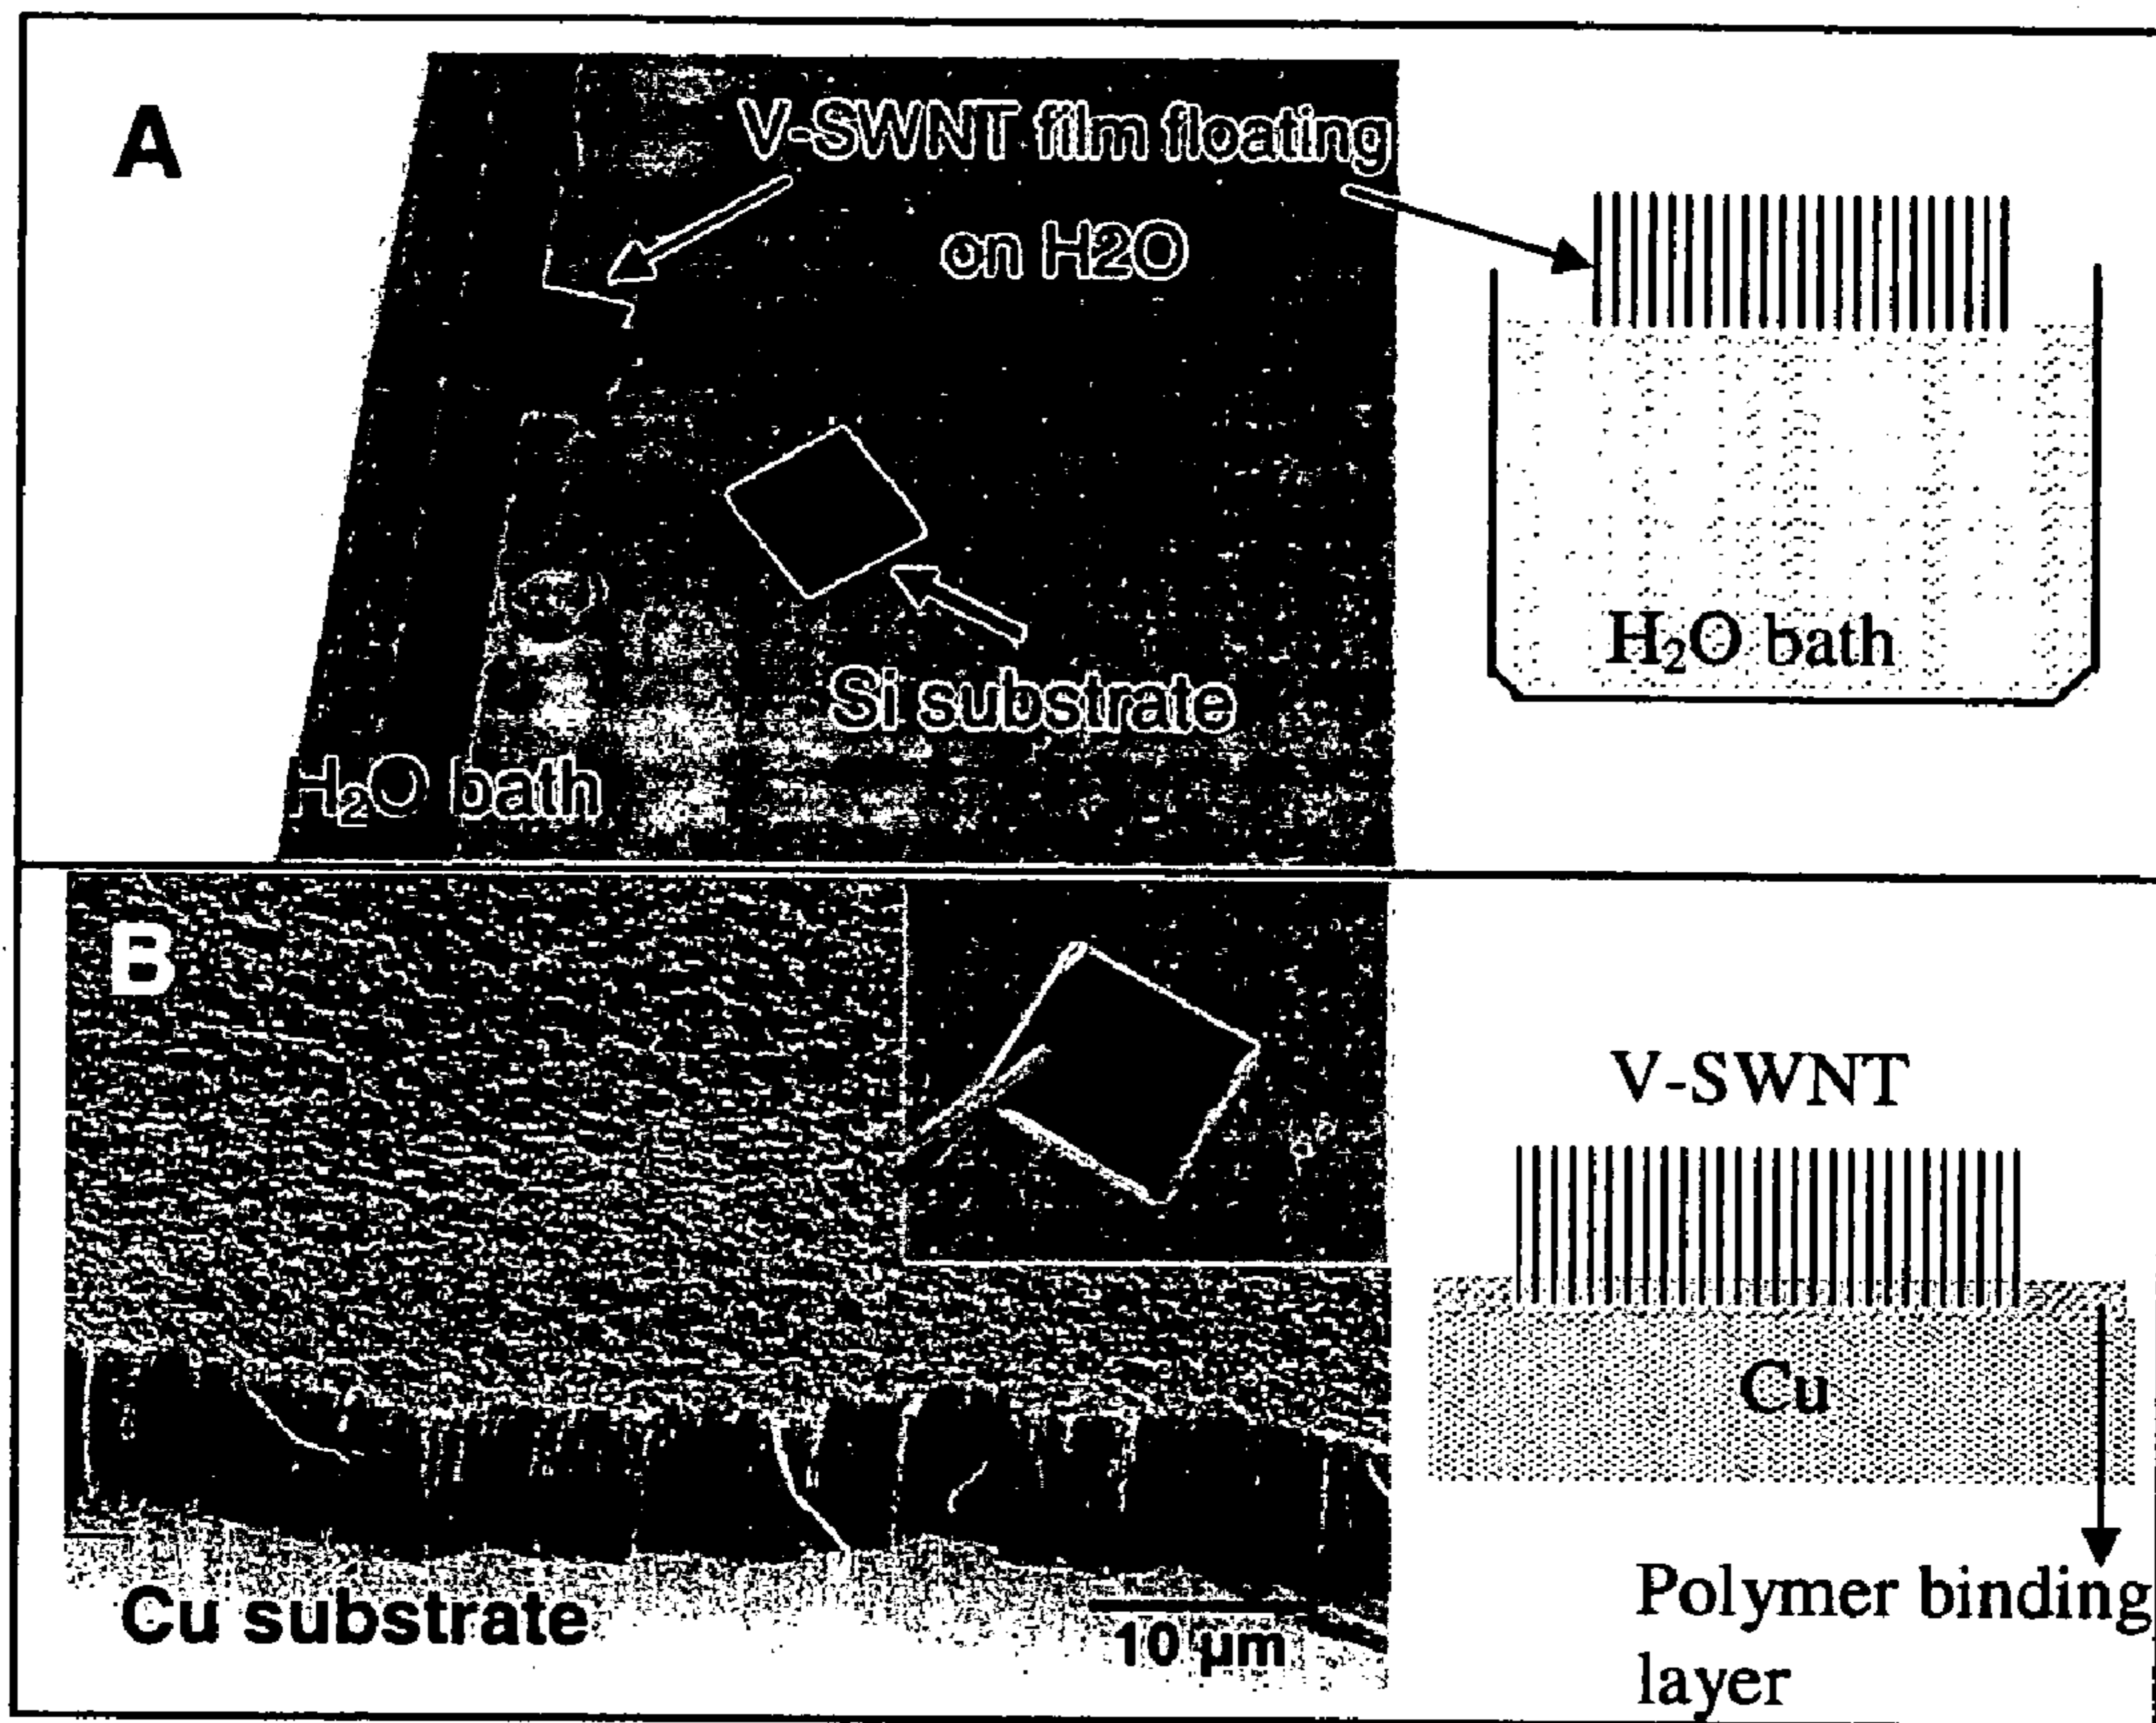 A
V-SWNT film floating
on H2O
Si substrate
H₂O bath
H₂O bath
B
Cu substrate
10 µm
V-SWNT
Cu
Polymer binding
layer